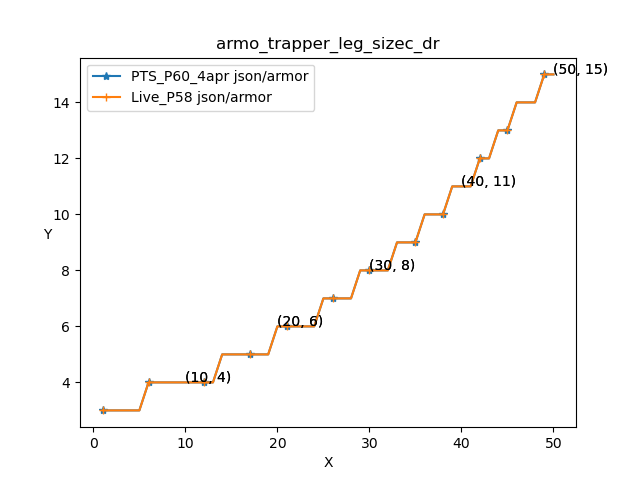 armo_trapper_leg_sizec_dr
PTS_P60_4apr json/armor
Live_P58 json/armor
(50, 15)
(40, 11)
(30, 8)
(20, 6)
(10, 4)
Y
14
12
10
8
6
4
0 10 20 30 40 50
X